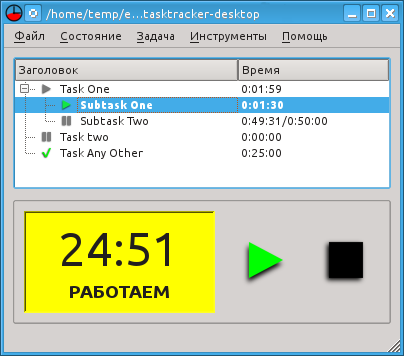 /home/temp/e...tasktracker-desktop
Файл Состояние Задача Инструменты Помощь
Заголовок Время
Task One 0:01:59
Subtask One 0:01:30
Subtask Two 0:49:31/0:50:00
Task two 0:00:00
Task Any Other 0:25:00
24:51
РАБОТАЕМ